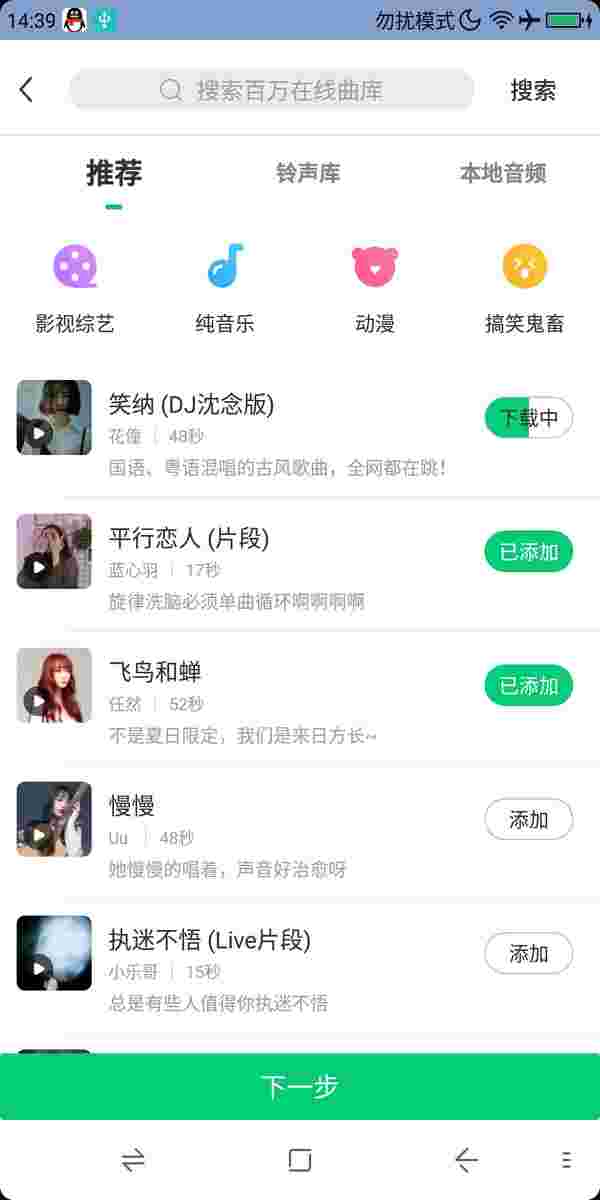 14:39 勿扰模式
搜索百万在线曲库 搜索
推荐 铃声库 本地音频
影视综艺 纯音乐 动漫 搞笑鬼畜
笑纳 (DJ沈念版)
下载中
花僮 | 48秒
国语、粤语混唱的古风歌曲，全网都在跳！
平行恋人 (片段)
已添加
蓝心羽 | 17秒
旋律洗脑必须单曲循环啊啊啊啊
飞鸟和蝉
已添加
任然 | 52秒
不是夏日限定，我们是来日方长~
慢慢
添加
Uu | 48秒
她慢慢的唱着，声音好治愈呀
执迷不悟 (Live片段)
添加
小乐哥 | 15秒
总是有些人值得你执迷不悟
下一步